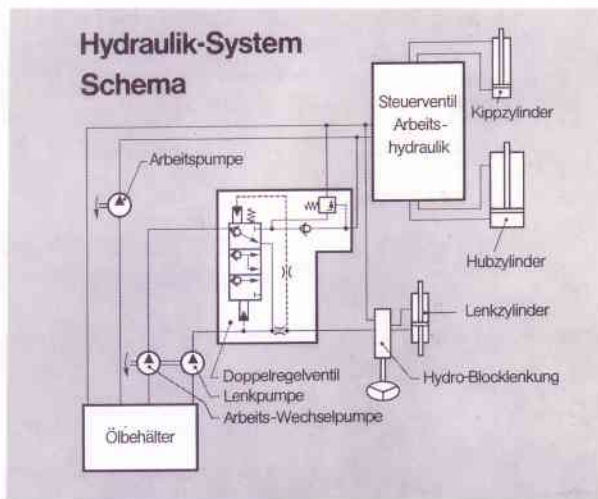 Hydraulik-System
Schema
Steuerventil
Arbeits-
hydraulik
Kippzylinder
Arbeitspumpe
Hubzylinder
Lenkzylinder
Doppelregelventil
Hydro-Blocklenkung
Lenkpumpe
Arbeits-Wechselpumpe
Ölbehälter